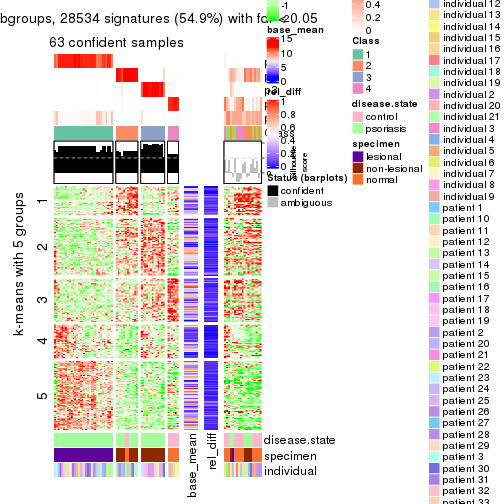 bgroups, 28534 signatures (54.9%) with fdr < 0.05
63 confident samples
k-means with 5 groups
1
2
3
4
5
base_mean
rel_diff
disease.state
specimen
individual
-1
-2
base_mean
15
10
5
0
rel_diff
1
0.8
0.6
0.4
0.2
0
silhouette
score
Status (barplots)
confident
ambiguous
0.4
0.2
0
Class
1
2
3
4
disease.state
control
psoriasis
specimen
lesional
non-lesional
normal
individual 12
individual 13
individual 14
individual 15
individual 16
individual 17
individual 18
individual 19
individual 2
individual 20
individual 21
individual 3
individual 4
individual 5
individual 6
individual 7
individual 8
individual 9
patient 1
patient 10
patient 11
patient 12
patient 13
patient 14
patient 15
patient 16
patient 17
patient 18
patient 19
patient 2
patient 20
patient 21
patient 22
patient 23
patient 24
patient 25
patient 26
patient 27
patient 28
patient 29
patient 3
patient 30
patient 31
patient 32
patient 33